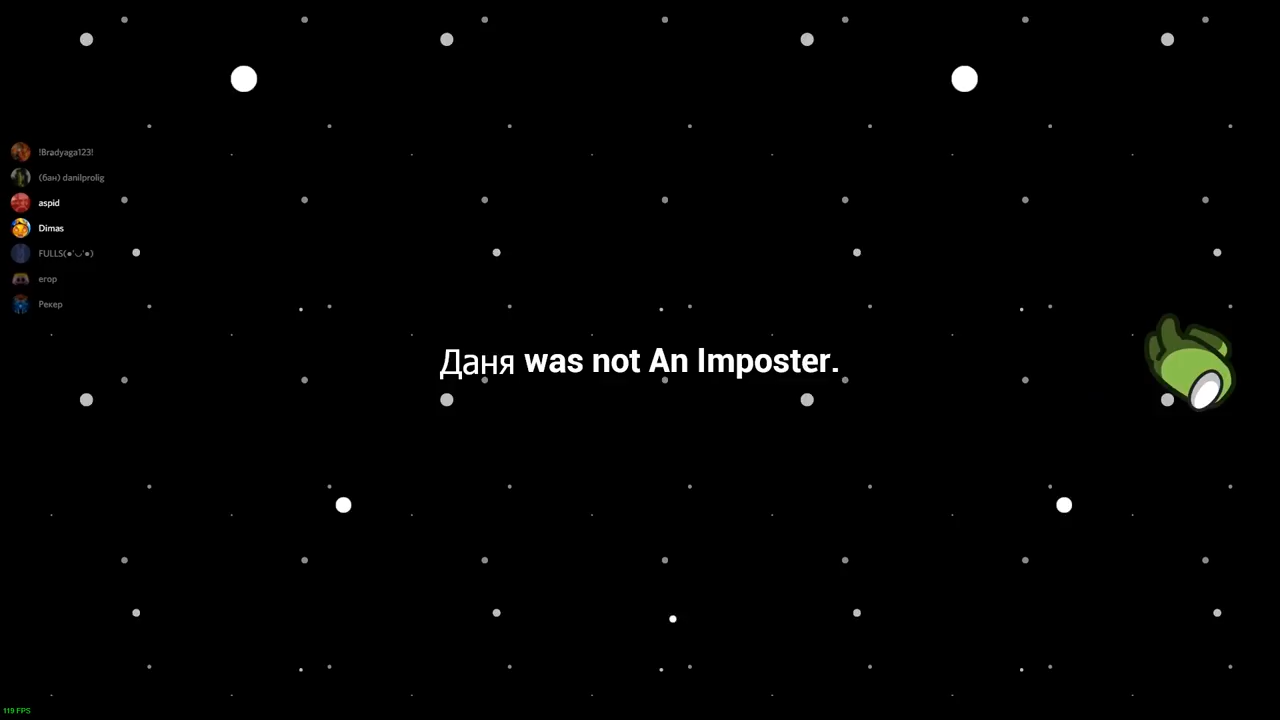 !Bradyaga123!
(бан) danilprolig
aspid
Dimas
FULLS(●'◡'●)
егор
Рекер
Даня was not An Imposter.
119 FPS